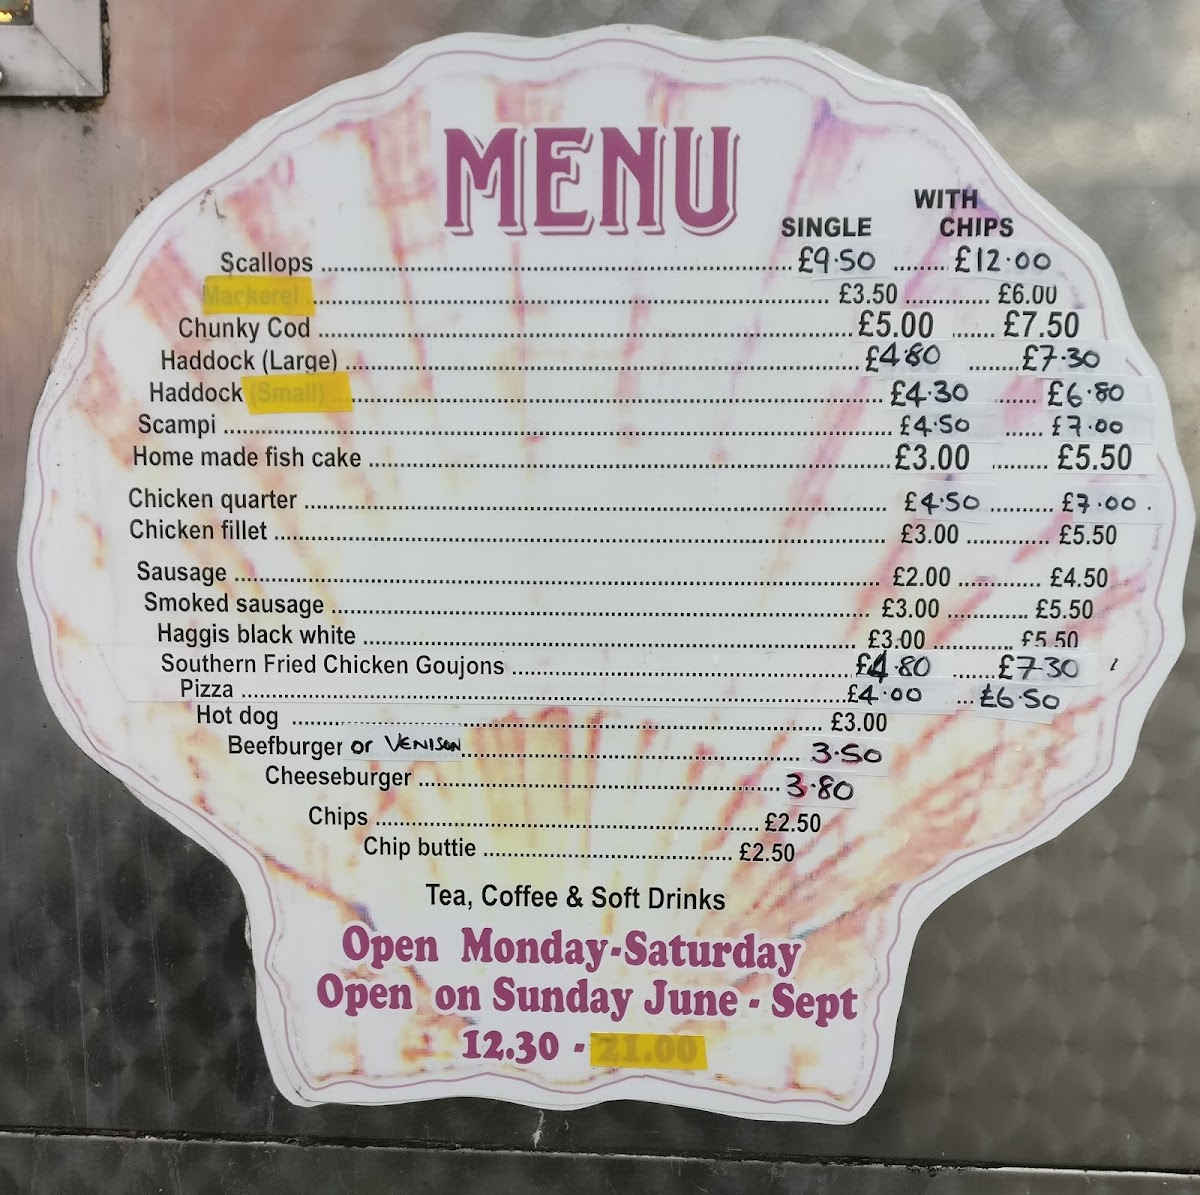 MENU
SINGLE WITH CHIPS
Scallops ........ £9.50 ........ £12.00
Mackerel ........ £3.50 ........ £6.00
Chunky Cod ........ £5.00 ........ £7.50
Haddock (Large) ........ £4.80 ........ £7.30
Haddock (Small) ........ £4.30 ........ £6.80
Scampi ........ £4.50 ........ £7.00
Home made fish cake ........ £3.00 ........ £5.50
Chicken quarter ........ £4.50 ........ £7.00
Chicken fillet ........ £3.00 ........ £5.50
Sausage ........ £2.00 ........ £4.50
Smoked sausage ........ £3.00 ........ £5.50
Haggis black white ........ £3.00 ........ £5.50
Southern Fried Chicken Goujons ........ £4.80 ........ £7.30
Pizza ........ £4.00 ........ £6.50
Hot dog ........ £3.00
Beefburger or VENISON ........ 3.50
Cheeseburger ........ 3.80
Chips ........ £2.50
Chip buttie ........ £2.50
Tea, Coffee & Soft Drinks
Open Monday-Saturday
Open on Sunday June - Sept
12.30 - 21.00